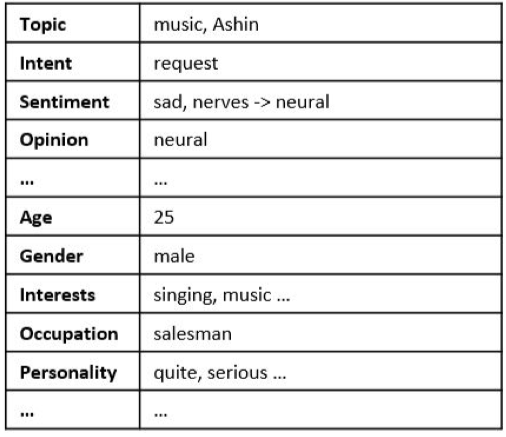 Topic music, Ashin
Intent request
Sentiment sad, nerves -> neural
Opinion neural
... ...
Age 25
Gender male
Interests singing, music ...
Occupation salesman
Personality quite, serious ...
... ...